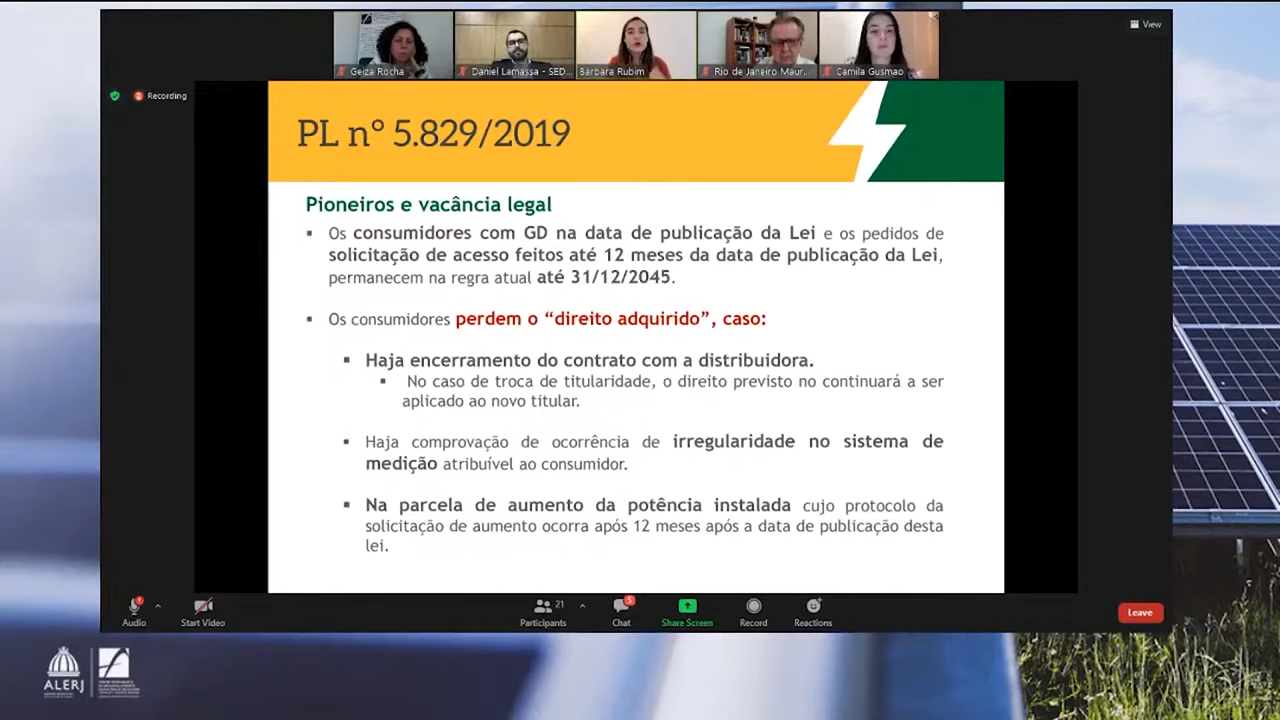 View
Geiza Rocha
Daniel Lamassa - SED...
Barbara Rubim
Rio de Janeiro Maur...
Camila Gusmao
Recording
PL nº 5.829/2019
Pioneiros e vacância legal
▪ Os consumidores com GD na data de publicação da Lei e os pedidos de
solicitação de acesso feitos até 12 meses da data de publicação da Lei,
permanecem na regra atual até 31/12/2045.
▪ Os consumidores perdem o “direito adquirido”, caso:
▪ Haja encerramento do contrato com a distribuidora.
▪ No caso de troca de titularidade, o direito previsto no continuará a ser
aplicado ao novo titular.
▪ Haja comprovação de ocorrência de irregularidade no sistema de
medição atribuível ao consumidor.
▪ Na parcela de aumento da potência instalada cujo protocolo da
solicitação de aumento ocorra após 12 meses após a data de publicação desta
lei.
Audio
Start Video
Participants
21
Chat
5
Share Screen
Record
Reactions
Leave
ALERJ